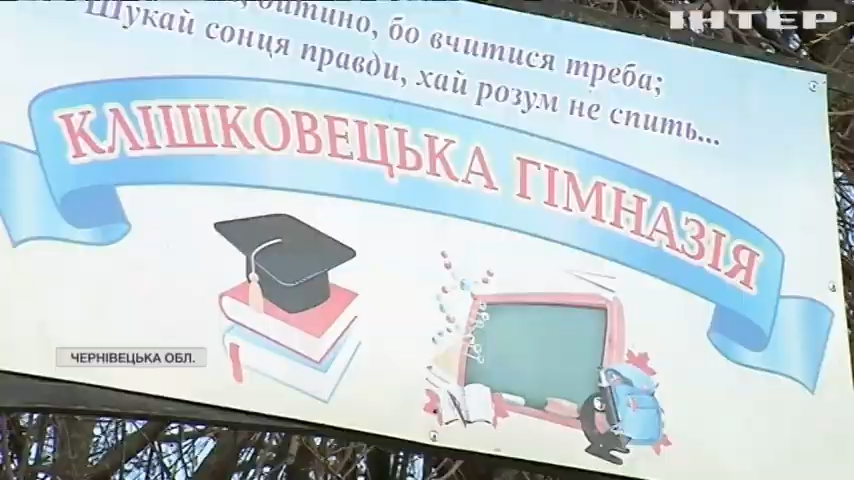 ІНТЕР
дитино, бо вчитися треба;
Шукай сонця правди, хай розум не спить...
КЛІШКОВЕЦЬКА ГІМНАЗІЯ
ЧЕРНІВЕЦЬКА ОБЛ.